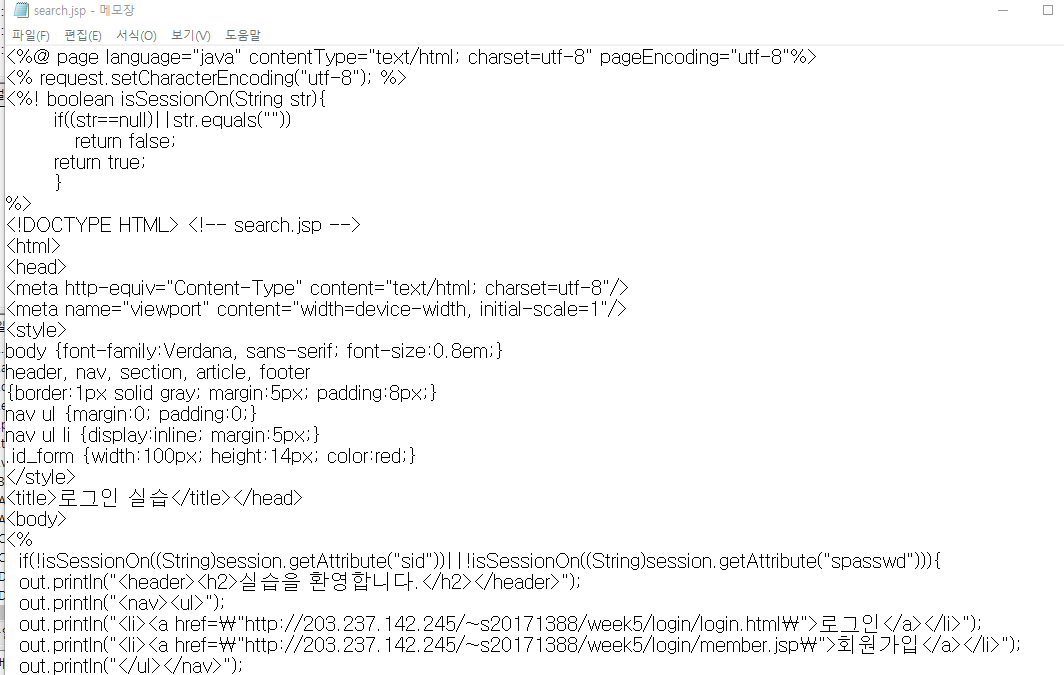 search.jsp - 메모장
파일(F) 편집(E) 서식(O) 보기(V) 도움말
<%@ page language="java" contentType="text/html; charset=utf-8" pageEncoding="utf-8"%>
<% request.setCharacterEncoding("utf-8"); %>
<%! boolean isSessionOn(String str){
if((str==null)||str.equals(""))
return false;
return true;
}
%>
<!DOCTYPE HTML> <!-- search.jsp -->
<html>
<head>
<meta http-equiv="Content-Type" content="text/html; charset=utf-8"/>
<meta name="viewport" content="width=device-width, initial-scale=1"/>
<style>
body {font-family:Verdana, sans-serif; font-size:0.8em;}
header, nav, section, article, footer
{border:1px solid gray; margin:5px; padding:8px;}
nav ul {margin:0; padding:0;}
nav ul li {display:inline; margin:5px;}
.id_form {width:100px; height:14px; color:red;}
</style>
<title>로그인 실습</title></head>
<body>
<%
if(!isSessionOn((String)session.getAttribute("sid"))||!isSessionOn((String)session.getAttribute("spasswd"))){
out.println("<header><h2>실습을 환영합니다.</h2></header>");
out.println("<nav><ul>");
out.println("<li><a href=₩"http://203.237.142.245/~s20171388/week5/login/login.html₩">로그인</a></li>");
out.println("<li><a href=₩"http://203.237.142.245/~s20171388/week5/login/member.jsp₩">회원가입</a></li>");
out.println("</ul></nav>");